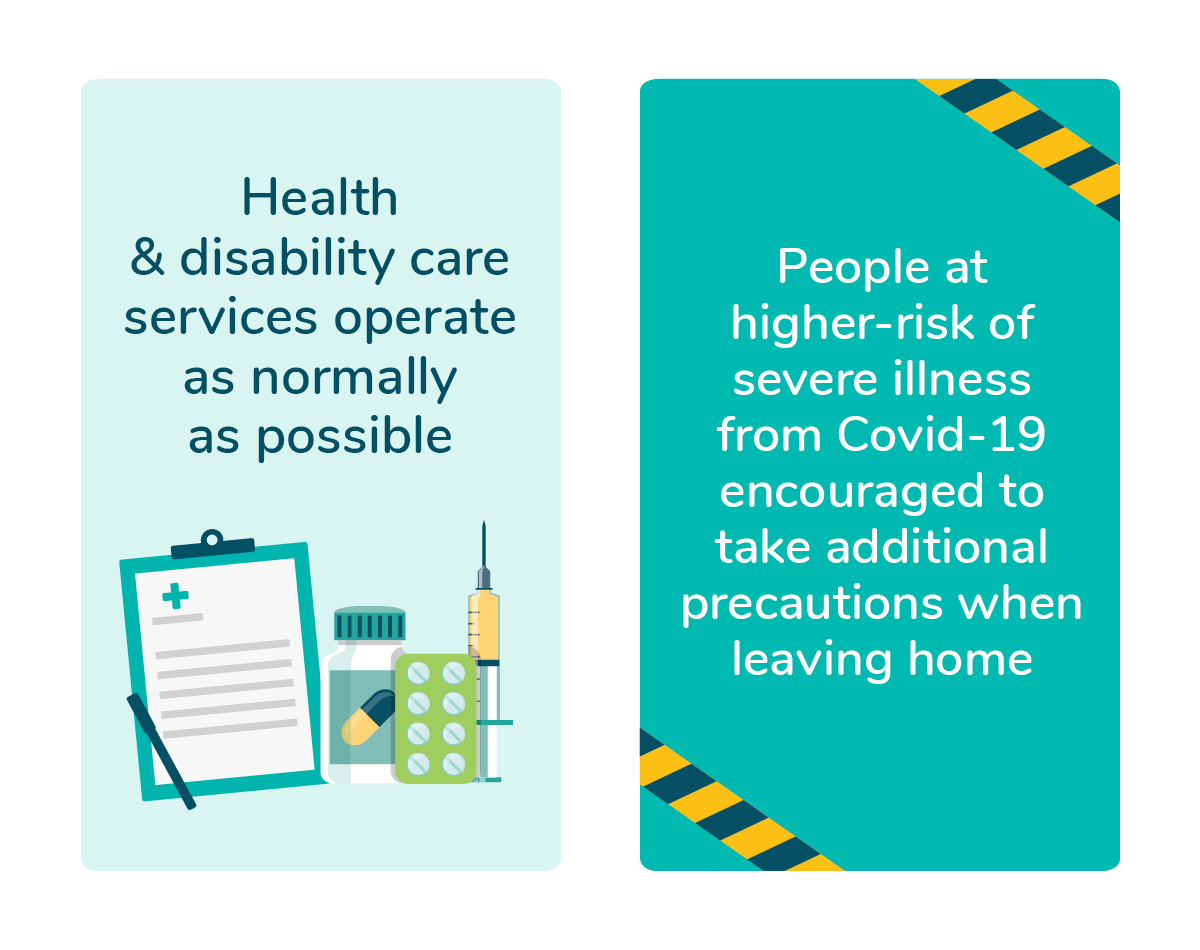 Health
& disability care
services operate
as normally
as possible
People at
higher-risk of
severe illness
from Covid-19
encouraged to
take additional
precautions when
leaving home